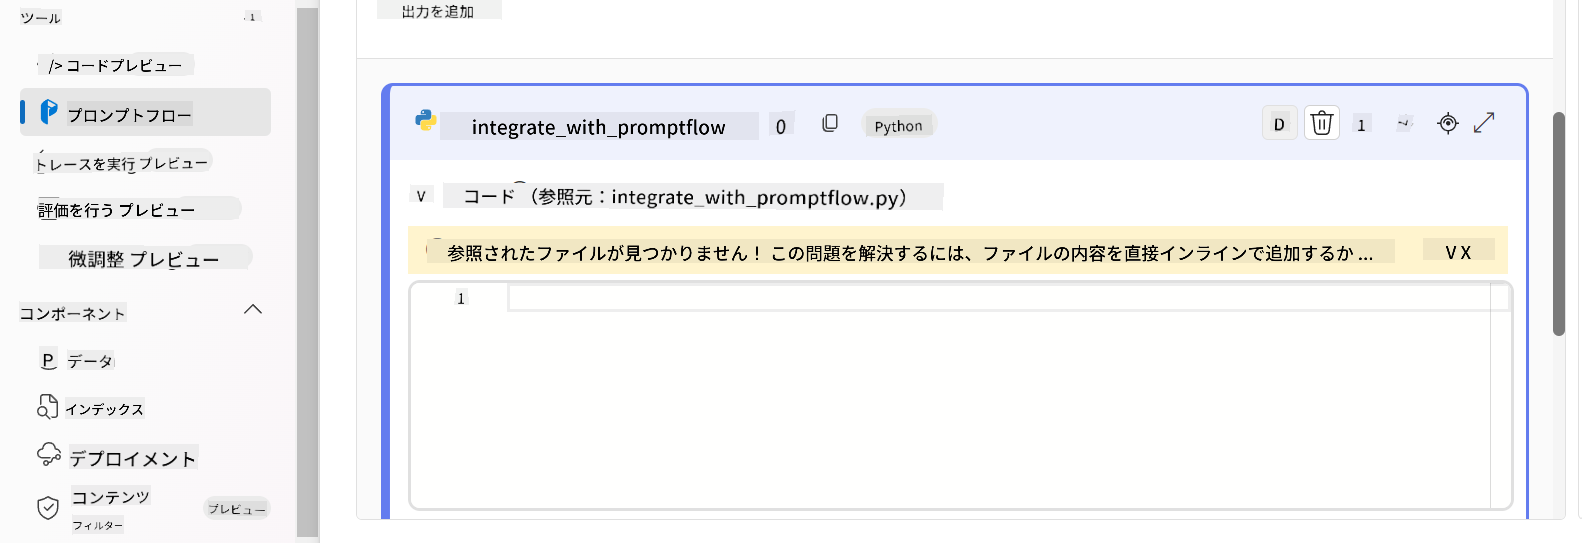 ツール
1
/> コードプレビュー
プロンプトフロー
トレースを実行 プレビュー
評価を行う プレビュー
微調整 プレビュー
コンポーネント
P データ
インデックス
デプロイメント
コンテンツ
フィルター
プレビュー
出力を追加
integrate_with_promptflow 0 Python D 1
V コード （参照元：integrate_with_promptflow.py）
参照されたファイルが見つかりません！ この問題を解決するには、ファイルの内容を直接インラインで追加するか ... V X
1